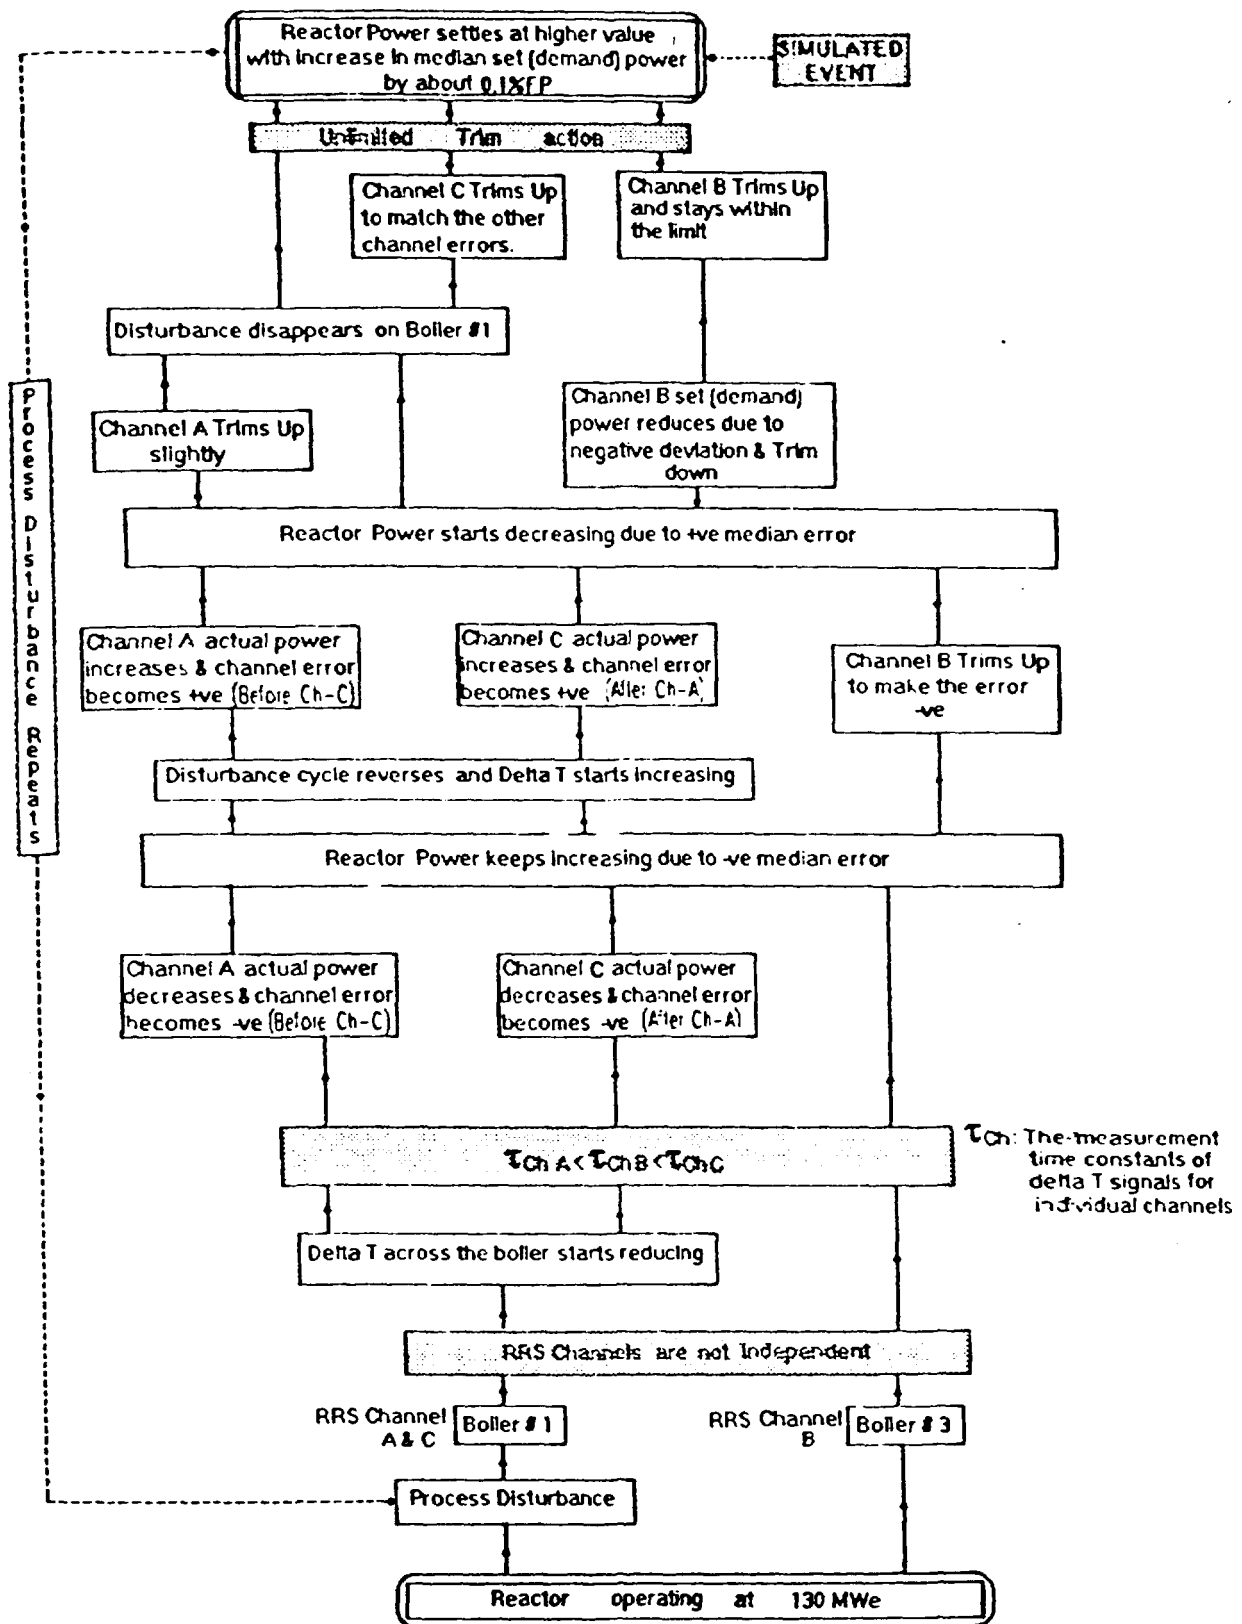 Reactor Power settles at higher value
with increase in median set (demand) power
by about 0.1%FP
SIMULATED
EVENT
Unlimited Trim action
Channel C Trims Up
to match the other
channel errors.
Channel B Trims Up
and stays within
the limit
Disturbance disappears on Boiler #1
Process Disturbance Repeats
Channel A Trims Up
slightly
Channel B set (demand)
power reduces due to
negative deviation & Trim
down
Reactor Power starts decreasing due to +ve median error
Channel A actual power
increases & channel error
becomes +ve (Before Ch-C)
Channel C actual power
increases & channel error
becomes +ve (After Ch-A)
Channel B Trims Up
to make the error
-ve
Disturbance cycle reverses and Delta T starts increasing
Reactor Power keeps increasing due to -ve median error
Channel A actual power
decreases & channel error
becomes -ve (Before Ch-C)
Channel C actual power
decreases & channel error
becomes -ve (After Ch-A)
τCh A < τCh B < τCh C
τCh: The measurement
time constants of
delta T signals for
individual channels
Delta T across the boiler starts reducing
RRS Channels are not Independent
RRS Channel
A & C
Boiler # 1
RRS Channel
B
Boiler # 3
Process Disturbance
Reactor operating at 130 MWe